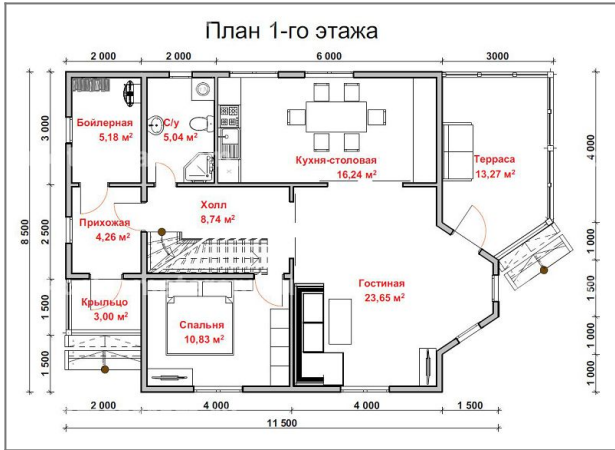 План 1-го этажа
2 000 2 000 6 000 3000
Бойлерная
5,18 м²
С/у
5,04 м²
Кухня-столовая
16,24 м²
Терраса
13,27 м²
3 000
4 000
8 500
Холл
8,74 м²
Прихожая
4,26 м²
2 500
1 000
Гостиная
23,65 м²
1 500
Крыльцо
3,00 м²
1 500
Спальня
10,83 м²
1 000
1 500
1 000
2 000 4 000 4 000 1 500
11 500